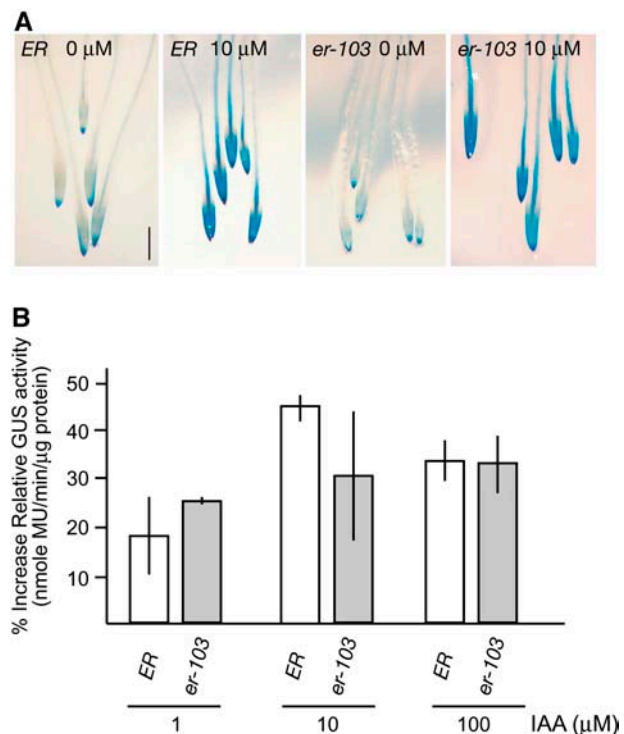 A
ER 0 μM ER 10 μM er-103 0 μM er-103 10 μM
B
% Increase Relative GUS activity
(nmole MU/min/μg protein)
50
40
30
20
10
ER er-103 ER er-103 ER er-103
1 10 100 IAA (μM)